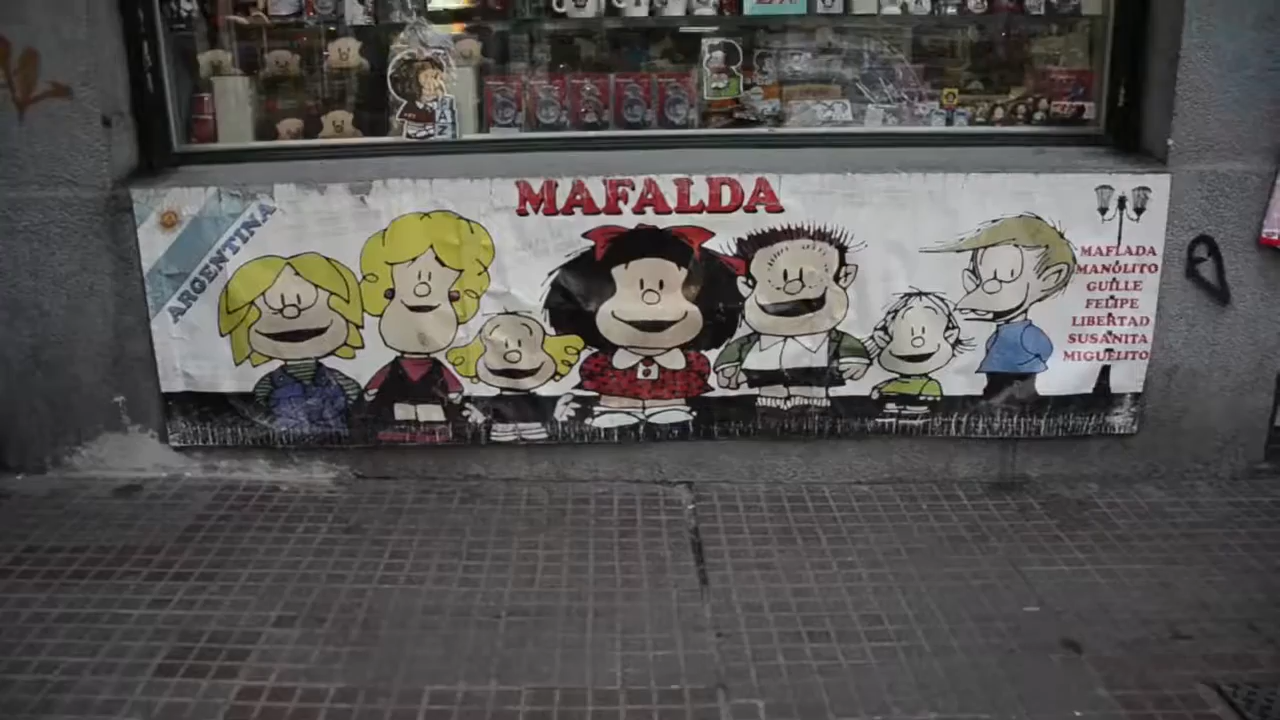 MAFALDA
ARGENTINA
MAFLADA
MANOLITO
GUILLE
FELIPE
LIBERTAD
SUSANITA
MIGUELITO